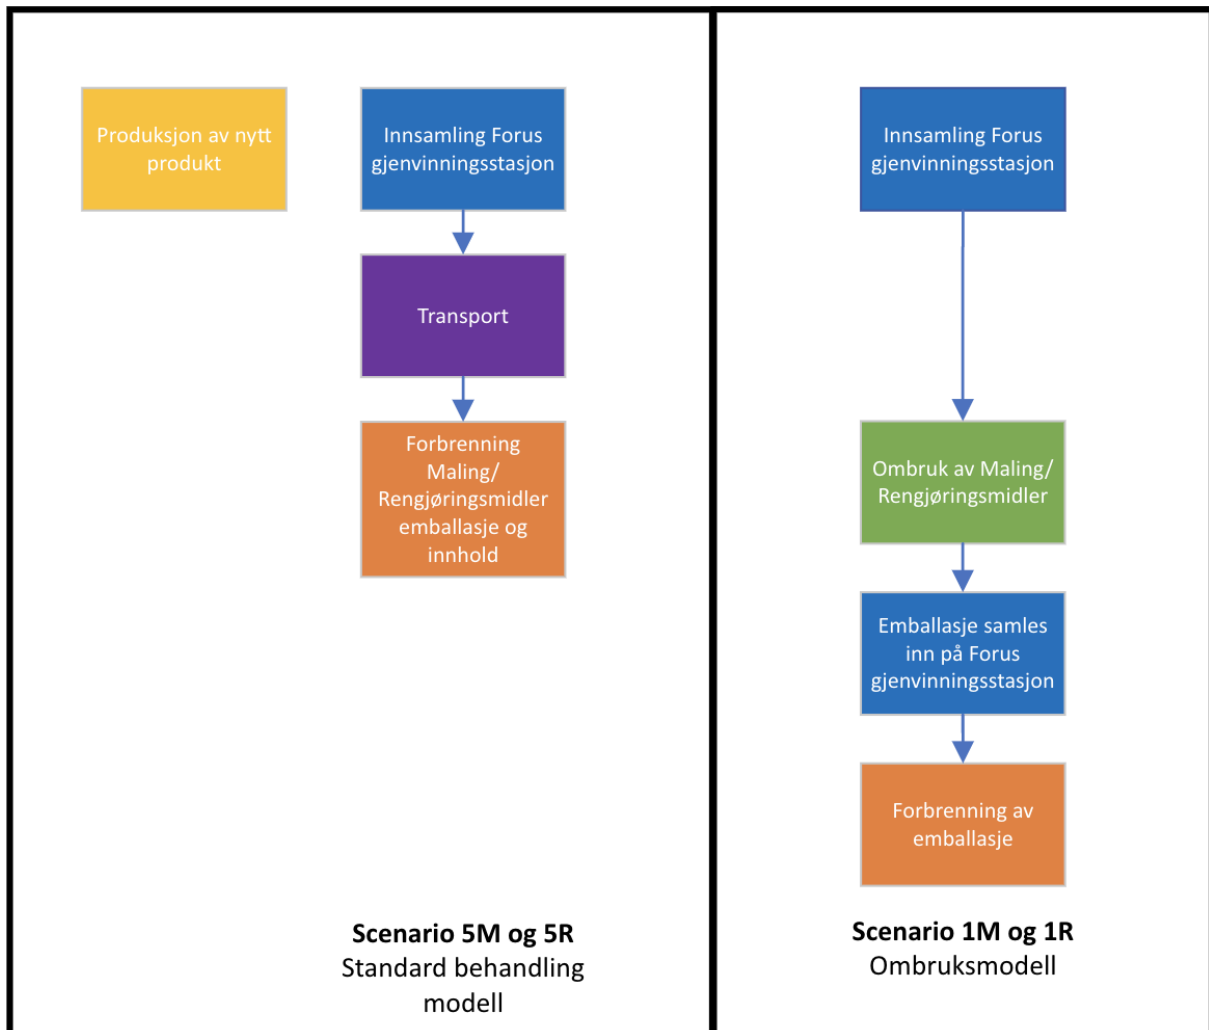 Produksjon av nytt
produkt
Innsamling Forus
gjenvinningsstasjon
Transport
Forbrenning
Maling/
Rengjøringsmidler
emballasje og
innhold
Scenario 5M og 5R
Standard behandling
modell
Innsamling Forus
gjenvinningsstasjon
Ombruk av Maling/
Rengjøringsmidler
Emballasje samles
inn på Forus
gjenvinningsstasjon
Forbrenning av
emballasje
Scenario 1M og 1R
Ombruksmodell